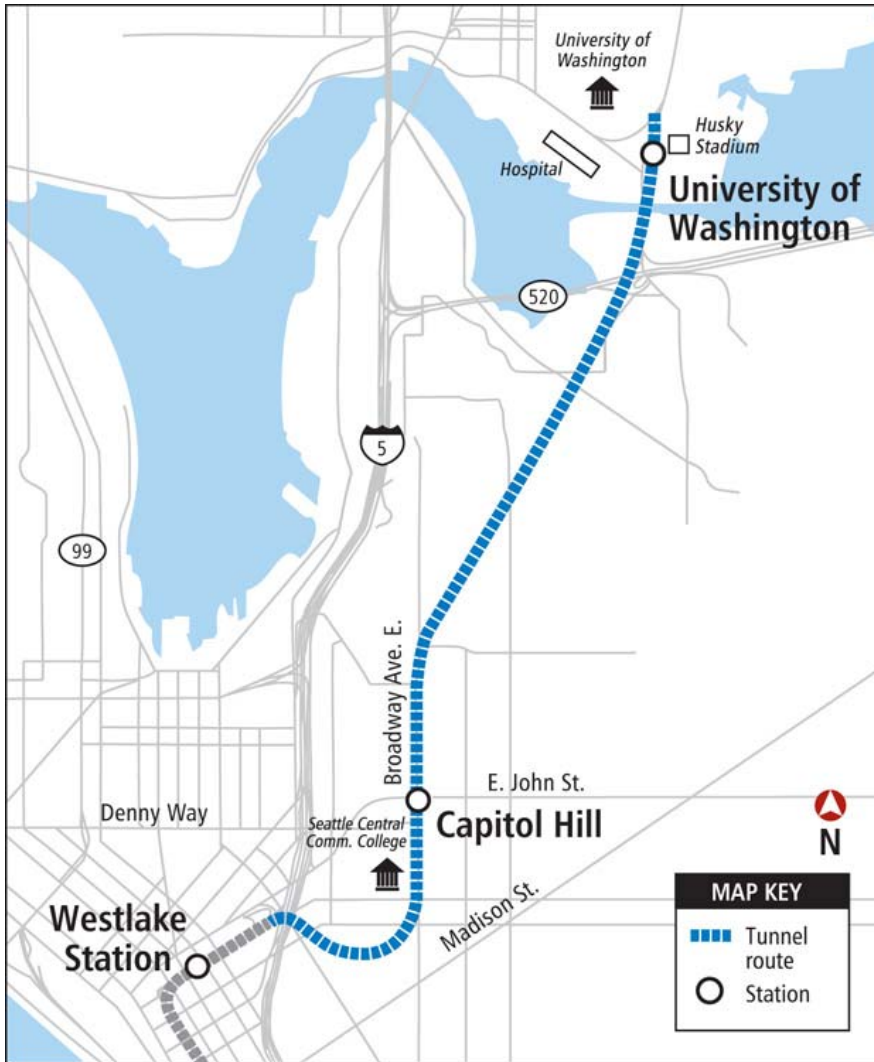 University of
Washington
Husky
Stadium
Hospital
University of
Washington
520
5
99
Broadway Ave. E.
E. John St.
Denny Way
Seattle Central
Comm. College
Capitol Hill
N
Madison St.
Westlake
Station
MAP KEY
Tunnel
route
Station